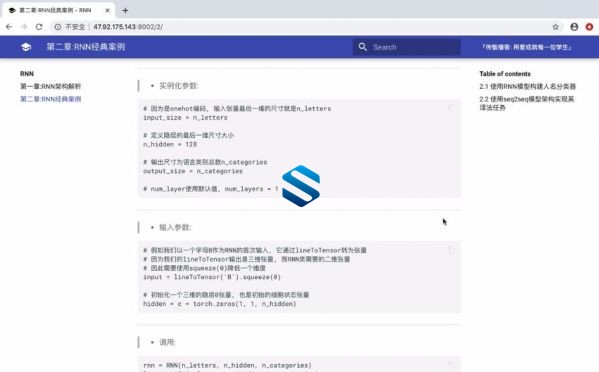 第二章:RNN经典案例 - RNN
不安全 | 47.92.175.143:8002/2/
第二章:RNN经典案例
Search
「传智播客: 用爱成就每一位学生」
RNN
第一章:RNN架构解析
第二章:RNN经典案例
Table of contents
2.1 使用RNN模型构建人名分类器
2.2 使用seq2seq模型架构实现英译法任务
实例化参数:
# 因为是onehot编码, 输入张量最后一维的尺寸就是n_letters
input_size = n_letters
# 定义隐层的最后一维尺寸大小
n_hidden = 128
# 输出尺寸为语言类别总数n_categories
output_size = n_categories
# num_layer使用默认值, num_layers = 1
输入参数:
# 假如我们以一个字母B作为RNN的首次输入, 它通过lineToTensor转为张量
# 因为我们的lineToTensor输出是三维张量, 而RNN类需要的二维张量
# 因此需要使用squeeze(0)降低一个维度
input = lineToTensor('B').squeeze(0)
# 初始化一个三维的隐层0张量, 也是初始的细胞状态张量
hidden = c = torch.zeros(1, 1, n_hidden)
调用:
rnn = RNN(n_letters, n_hidden, n_categories)